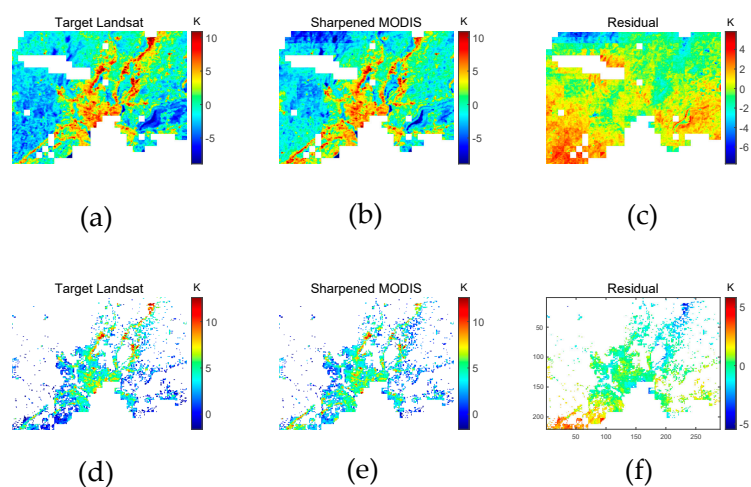 Target Landsat K Sharpened MODIS K Residual K
10 10 4
5 5 2
0 0 0
-2
-5 -5 -4
-6
(a) (b) (c)
Target Landsat K Sharpened MODIS K Residual K
10 10 5
50
5 5 100 0
150
0 0 200 -5
50 100 150 200 250
(d) (e) (f)